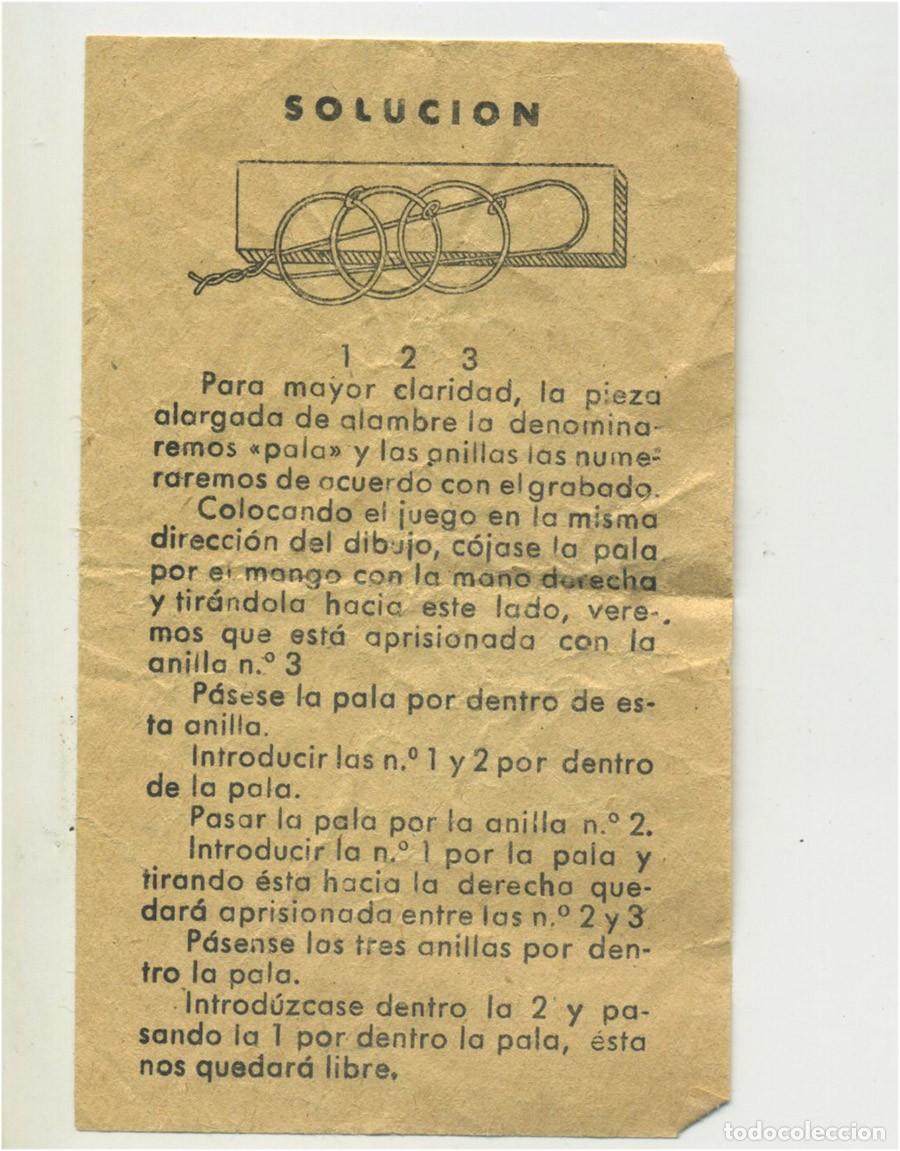 SOLUCION
1 2 3
Para mayor claridad, la pieza
alargada de alambre la denomina-
remos «pala» y las anillas las nume-
raremos de acuerdo con el grabado.
Colocando el juego en la misma
dirección del dibujo, cójase la pala
por el mango con la mano derecha
y tirándola hacia este lado, vere-
mos que está aprisionada con la
anilla n.º 3
Pásese la pala por dentro de es-
ta anilla.
Introducir las n.º 1 y 2 por dentro
de la pala.
Pasar la pala por la anilla n.º 2.
Introducir la n.º 1 por la pala y
tirando ésta hacia la derecha que-
dará aprisionada entre las n.º 2 y 3
Pásense las tres anillas por den-
tro la pala.
Introdúzcase dentro la 2 y pa-
sando la 1 por dentro la pala, ésta
nos quedará libre.
todocoleccion